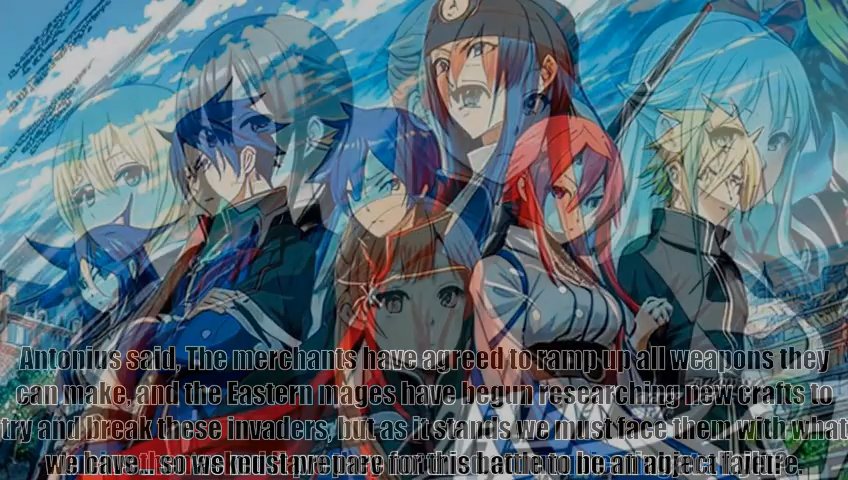 Antonius said, The merchants have agreed to ramp up all weapons they
can make, and the Eastern mages have begun researching new crafts to
try and break these invaders, but as it stands we must face them with what
we have... so we must prepare for this battle to be an abject failure.